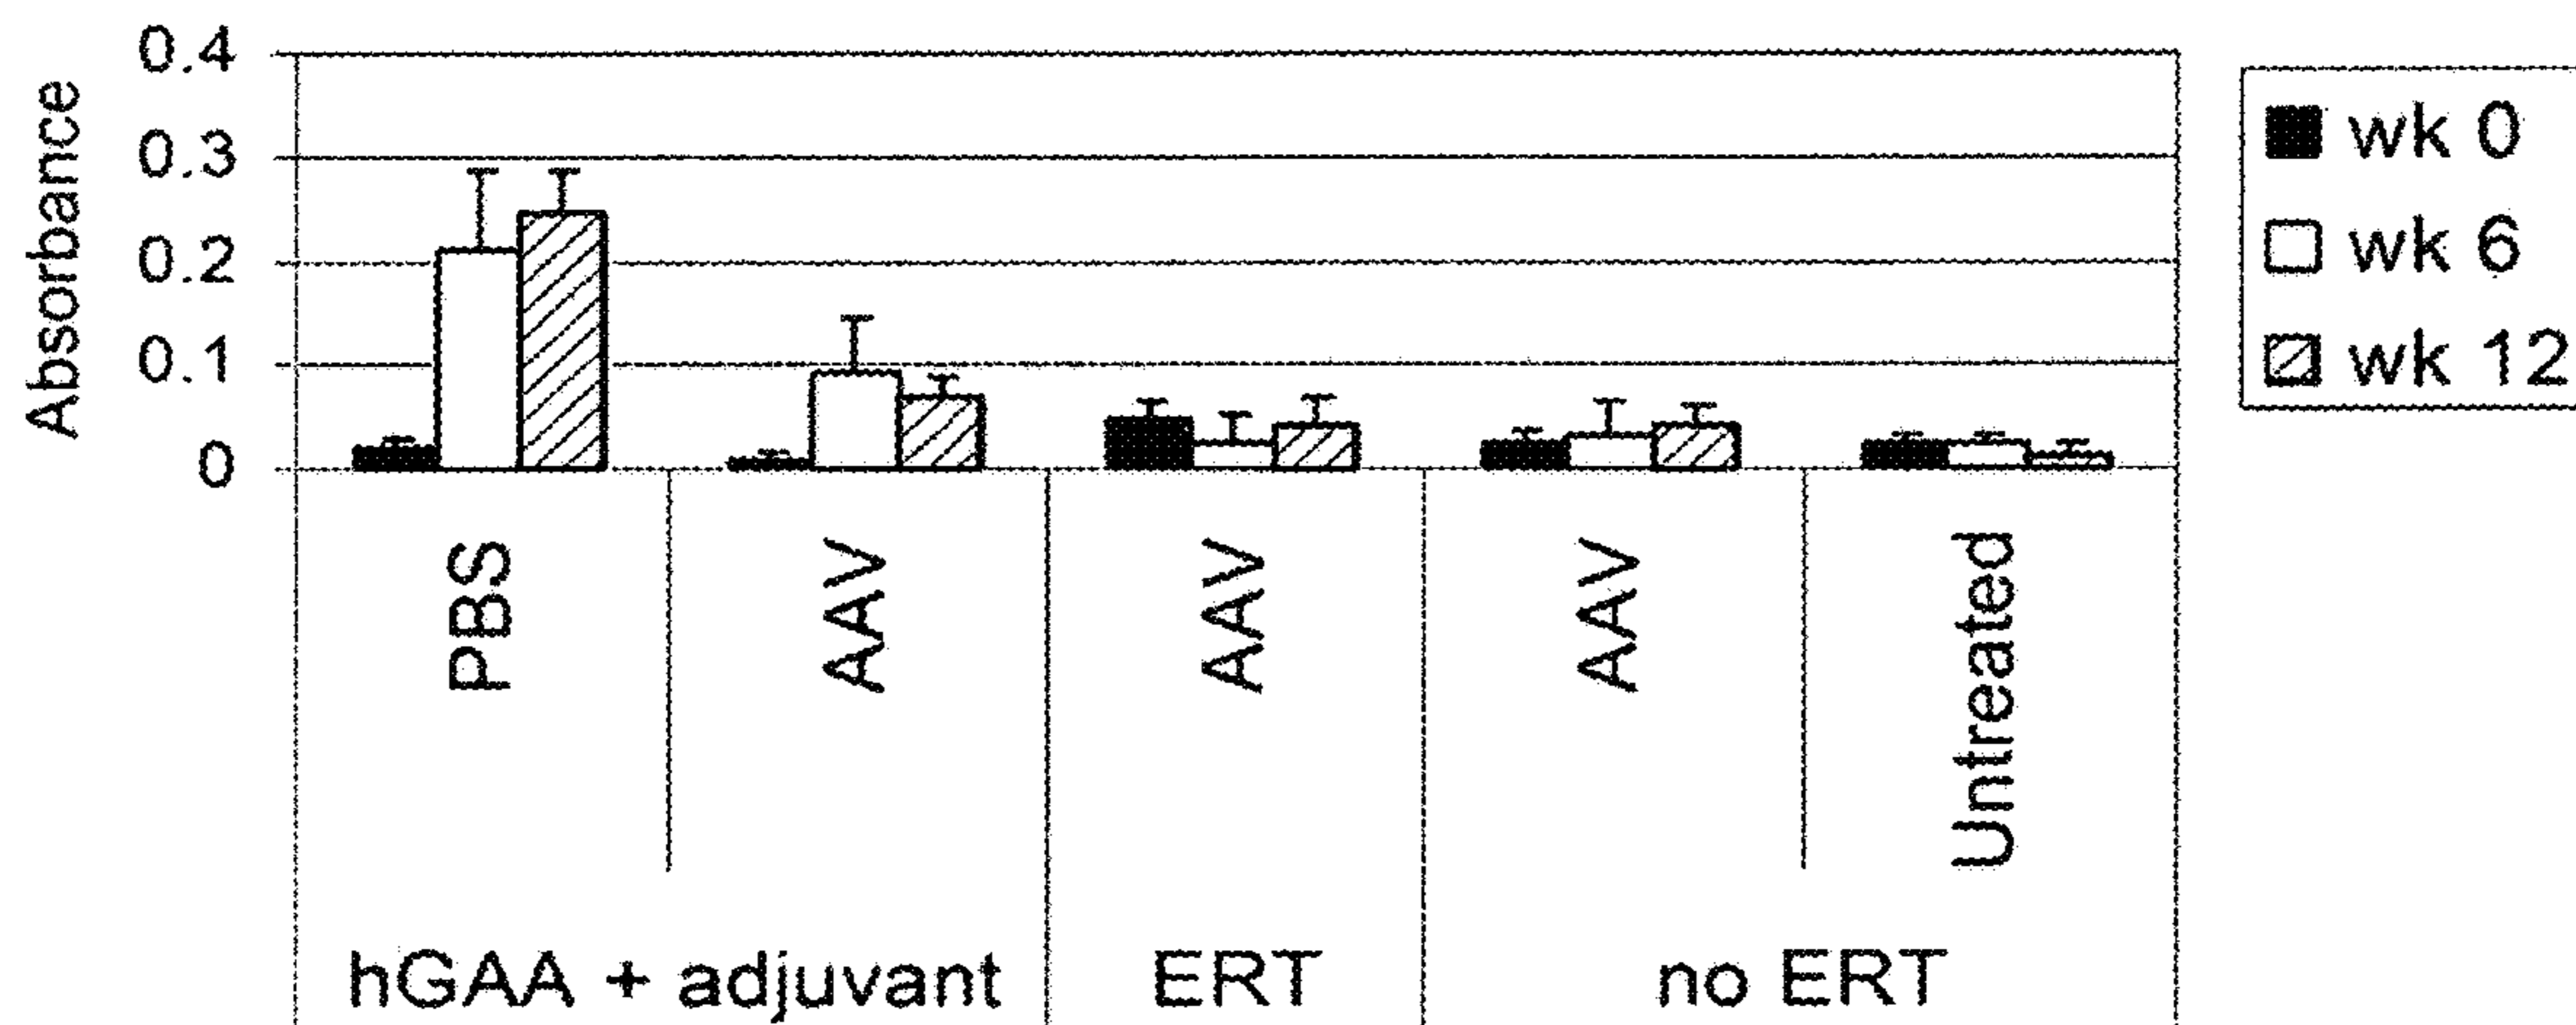 Absorbance
0.4
0.3
0.2
0.1
0
wk 0
wk 6
wk 12
PBS
AAV
AAV
AAV
Untreated
hGAA + adjuvant
ERT
no ERT